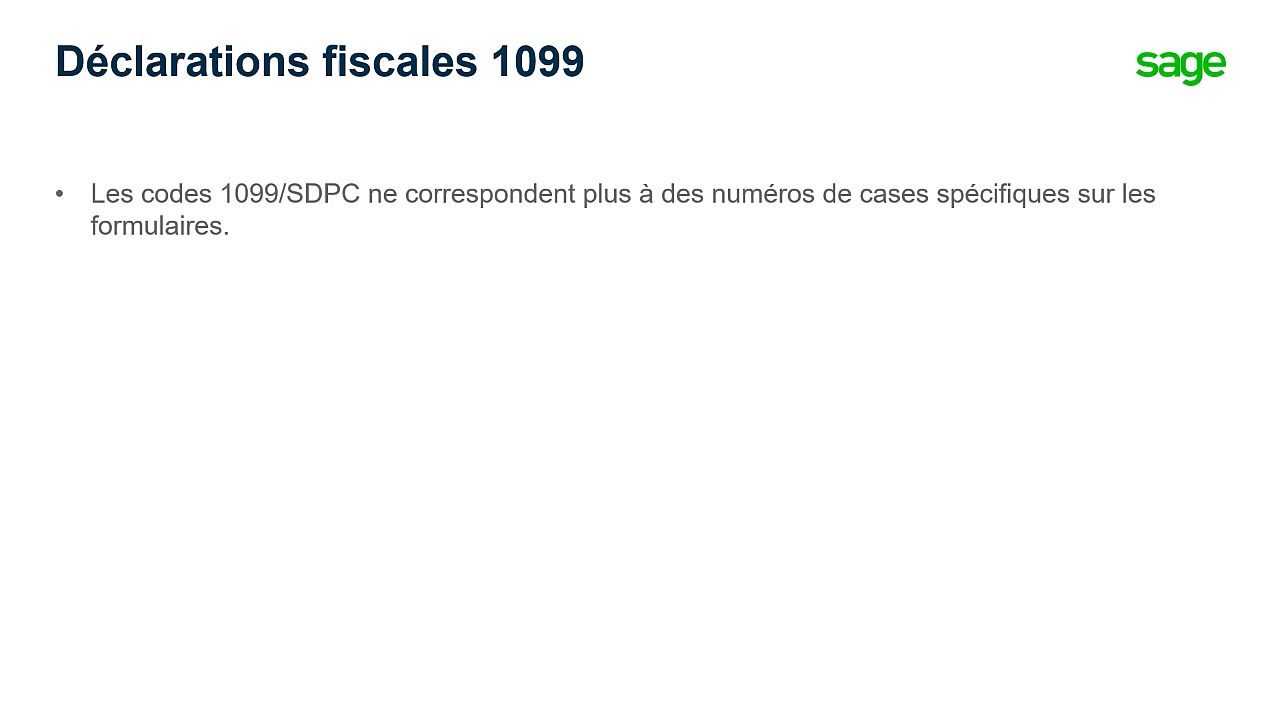 Déclarations fiscales 1099
sage
• Les codes 1099/SDPC ne correspondent plus à des numéros de cases spécifiques sur les
formulaires.